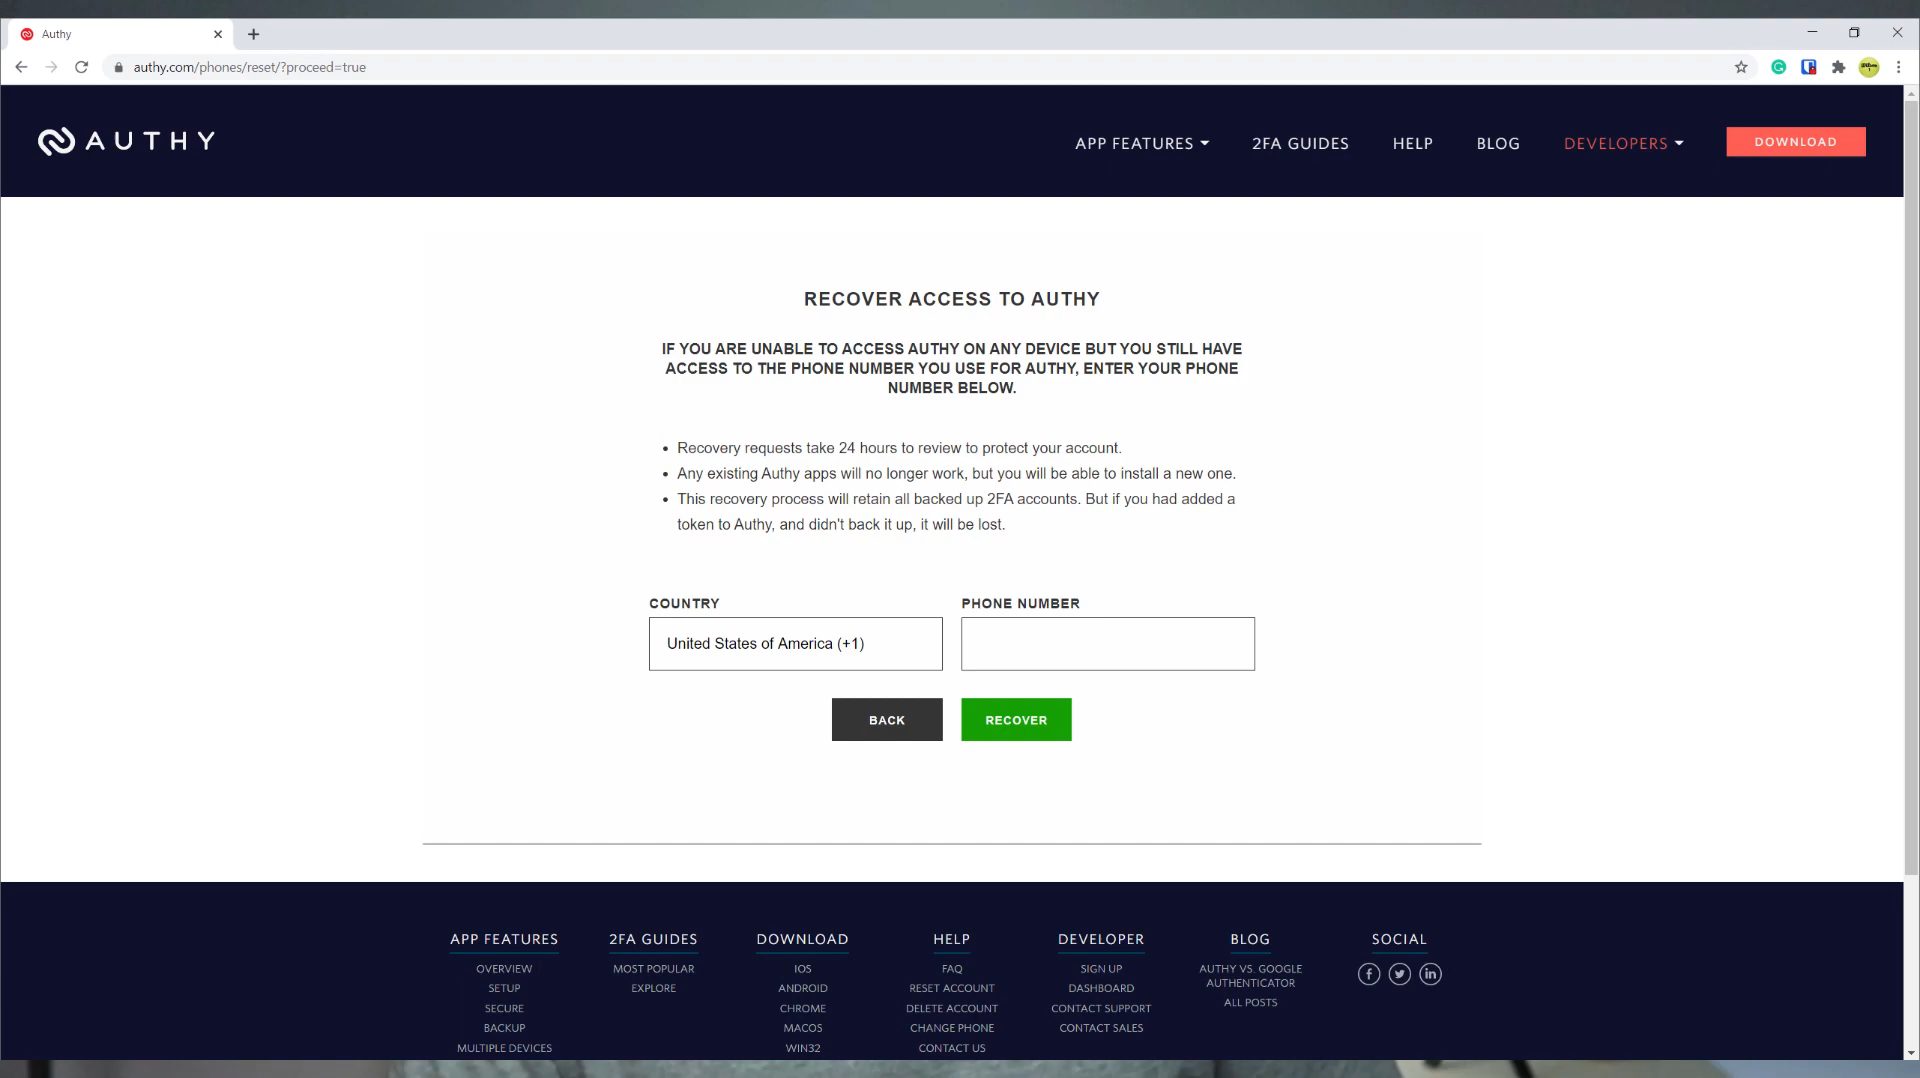 Authy
authy.com/phones/reset/?proceed=true
AUTHY
APP FEATURES
2FA GUIDES
HELP
BLOG
DEVELOPERS
DOWNLOAD
RECOVER ACCESS TO AUTHY
IF YOU ARE UNABLE TO ACCESS AUTHY ON ANY DEVICE BUT YOU STILL HAVE
ACCESS TO THE PHONE NUMBER YOU USE FOR AUTHY, ENTER YOUR PHONE
NUMBER BELOW.
• Recovery requests take 24 hours to review to protect your account.
• Any existing Authy apps will no longer work, but you will be able to install a new one.
• This recovery process will retain all backed up 2FA accounts. But if you had added a
token to Authy, and didn't back it up, it will be lost.
COUNTRY
PHONE NUMBER
United States of America (+1)
BACK
RECOVER
APP FEATURES
OVERVIEW
SETUP
SECURE
BACKUP
MULTIPLE DEVICES
2FA GUIDES
MOST POPULAR
EXPLORE
DOWNLOAD
IOS
ANDROID
CHROME
MACOS
WIN32
HELP
FAQ
RESET ACCOUNT
DELETE ACCOUNT
CHANGE PHONE
CONTACT US
DEVELOPER
SIGN UP
DASHBOARD
CONTACT SUPPORT
CONTACT SALES
BLOG
AUTHY VS. GOOGLE
AUTHENTICATOR
ALL POSTS
SOCIAL